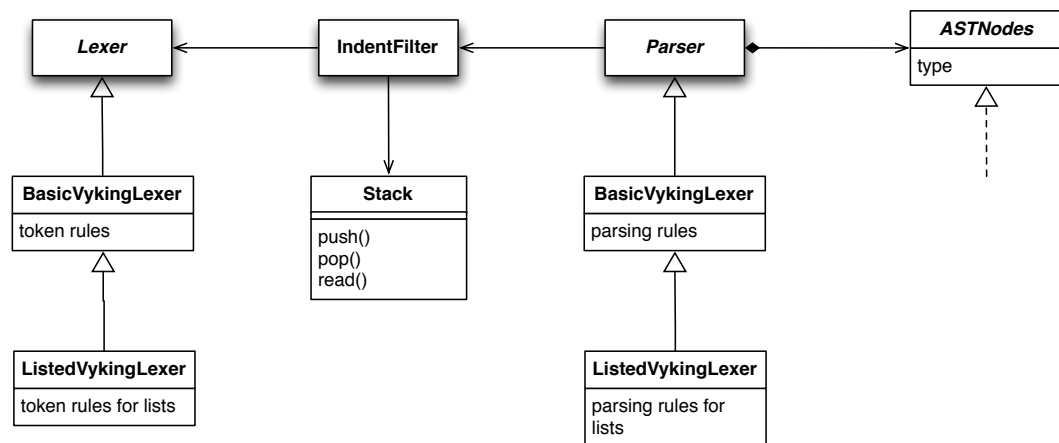 Lexer
IndentFilter
Parser
ASTNodes
type
BasicVykingLexer
token rules
Stack
push()
pop()
read()
BasicVykingLexer
parsing rules
ListedVykingLexer
token rules for lists
ListedVykingLexer
parsing rules for
lists